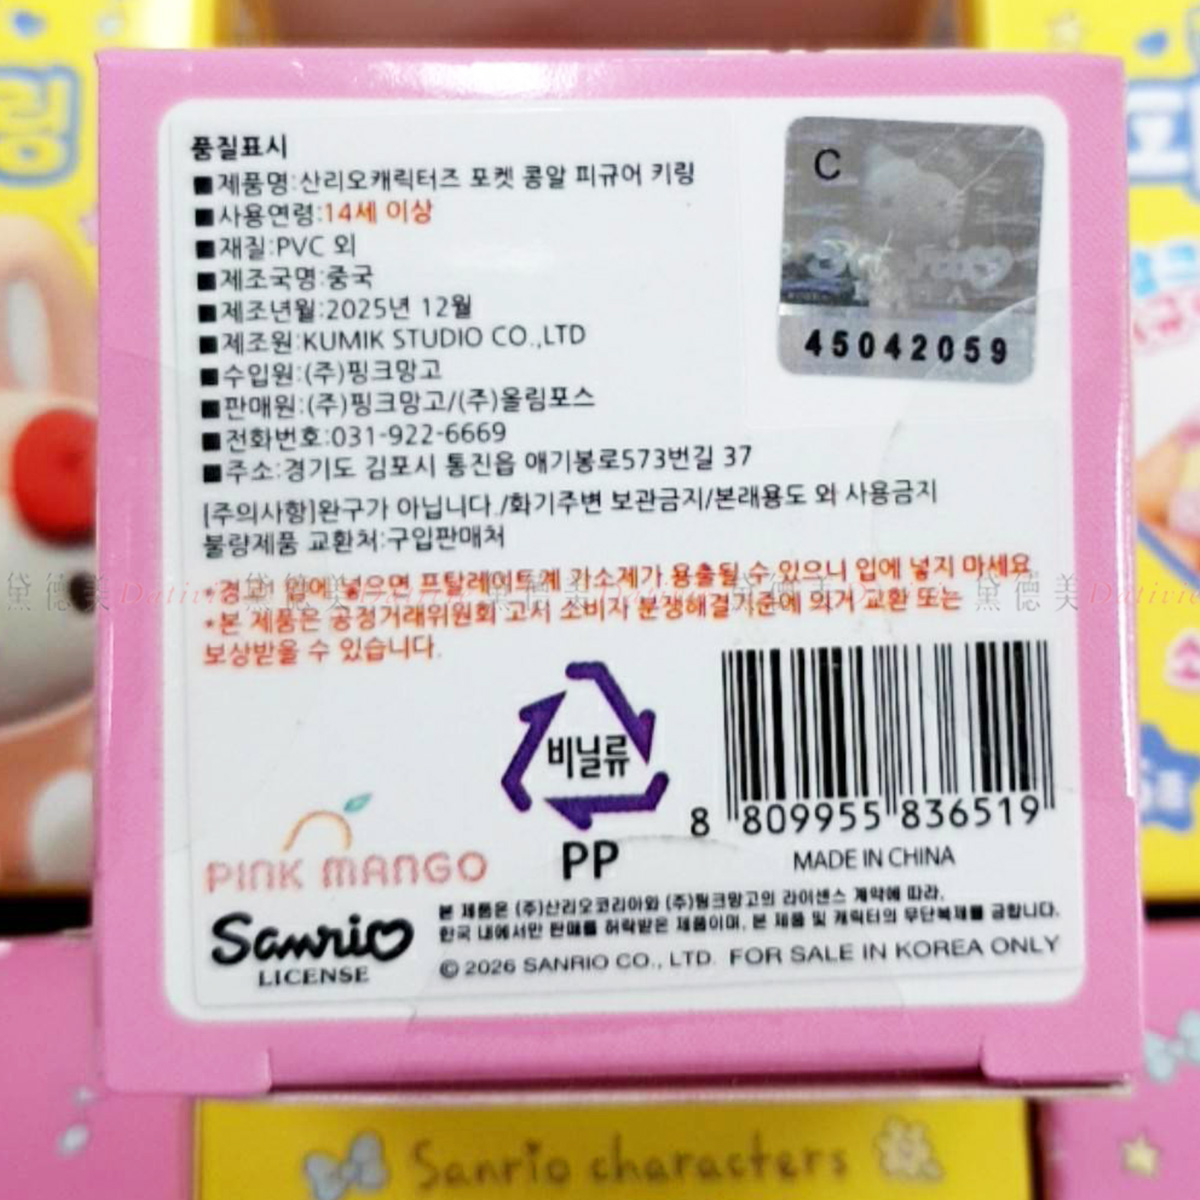 품질표시
■제품명:산리오캐릭터즈 포켓 콩알 피규어 키링
■사용연령:14세 이상
■재질:PVC 외
■제조국명:중국
■제조년월:2025년 12월
■제조원:KUMIK STUDIO CO.,LTD
■수입원:(주)핑크망고
■판매원:(주)핑크망고/(주)올림포스
■전화번호:031-922-6669
■주소:경기도 김포시 통진읍 애기봉로573번길 37
[주의사항]완구가 아닙니다./화기주변 보관금지/본래용도 외 사용금지
불량제품 교환처:구입판매처
*경고! 입에 넣으면 프탈레이트계 가소제가 용출될 수 있으니 입에 넣지 마세요
*본 제품은 공정거래위원회 고시 소비자 분쟁해결기준에 의거 교환 또는
보상받을 수 있습니다.
C
45042059
비닐류
PP
8 809955 836519
MADE IN CHINA
PINK MANGO
Sanrio
LICENSE
본 제품은 (주)산리오코리아와 (주)핑크망고의 라이센스 계약에 따라,
한국 내에서만 판매를 허락받은 제품이며, 본 제품 및 캐릭터의 무단복제를 금합니다.
© 2026 SANRIO CO., LTD. FOR SALE IN KOREA ONLY
Sanrio characters
링
黛德美 Dativie